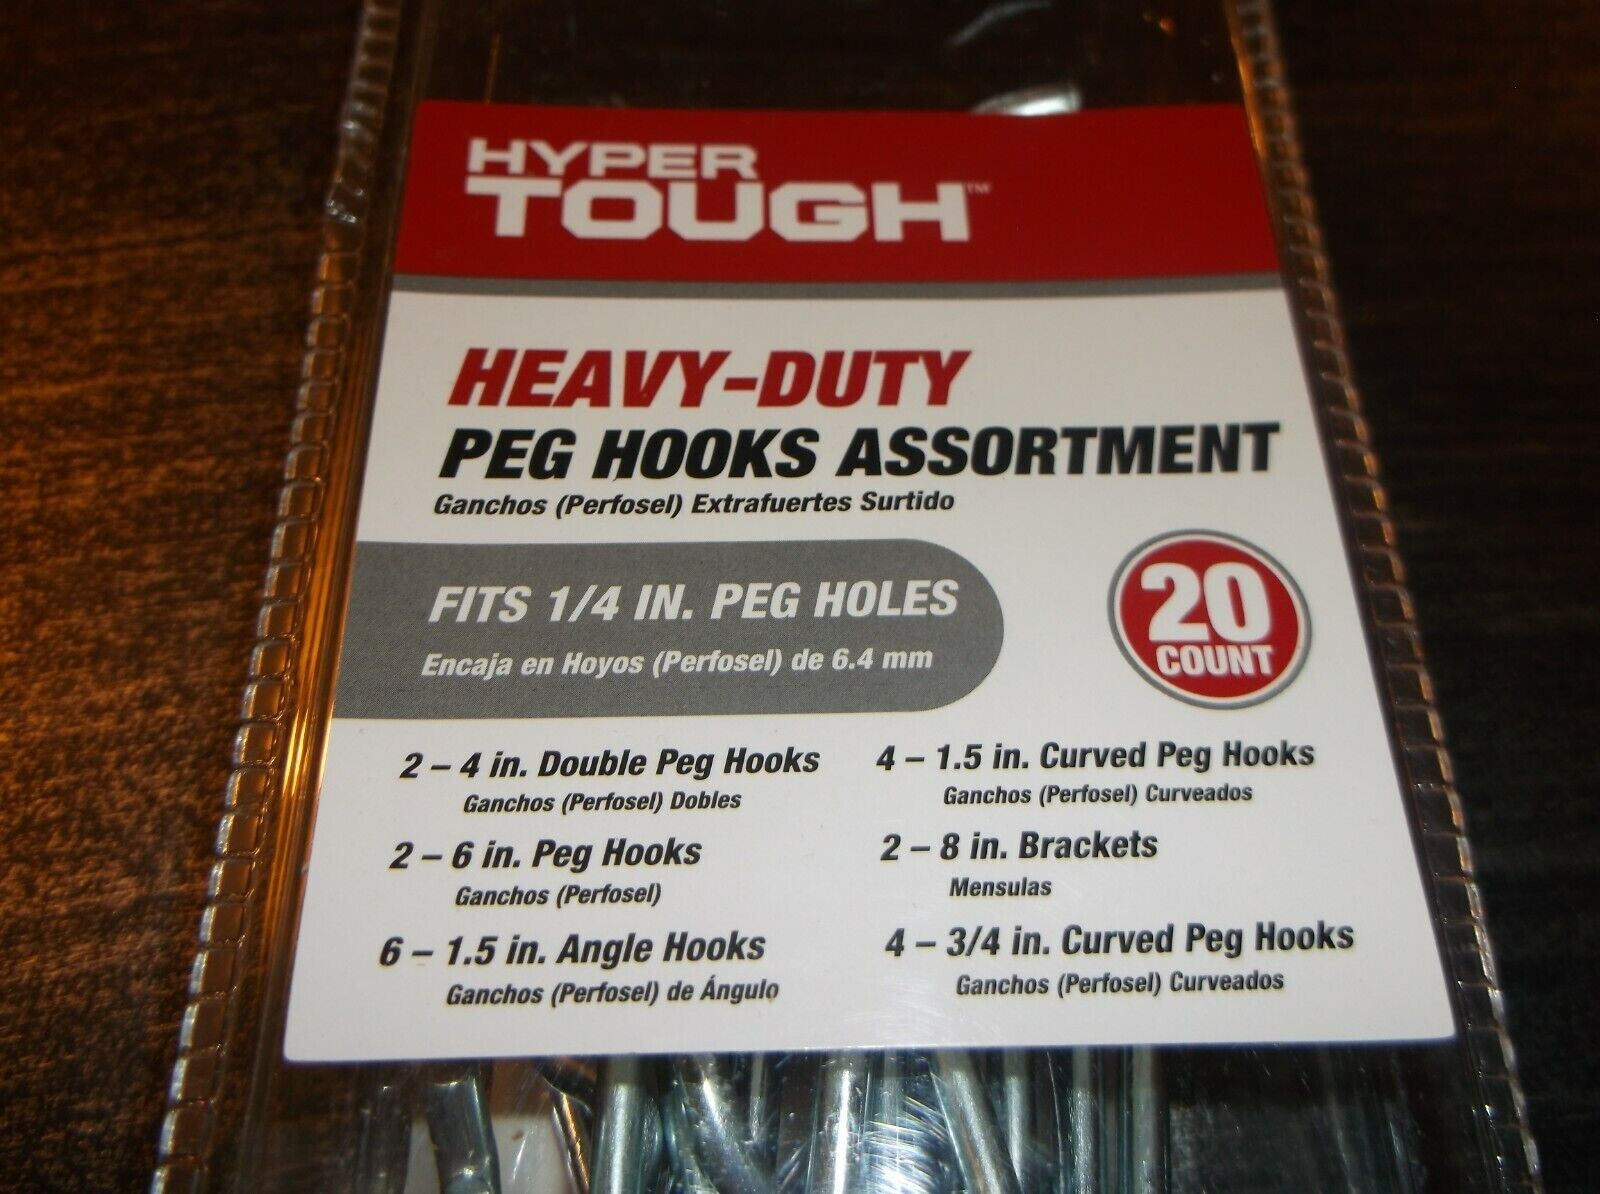 HYPER
TOUGH™
HEAVY-DUTY
PEG HOOKS ASSORTMENT
Ganchos (Perfosel) Extrafuertes Surtido
FITS 1/4 IN. PEG HOLES
Encaja en Hoyos (Perfosel) de 6.4 mm
20
COUNT
2 – 4 in. Double Peg Hooks
Ganchos (Perfosel) Dobles
2 – 6 in. Peg Hooks
Ganchos (Perfosel)
6 – 1.5 in. Angle Hooks
Ganchos (Perfosel) de Ángulo
4 – 1.5 in. Curved Peg Hooks
Ganchos (Perfosel) Curveados
2 – 8 in. Brackets
Mensulas
4 – 3/4 in. Curved Peg Hooks
Ganchos (Perfosel) Curveados